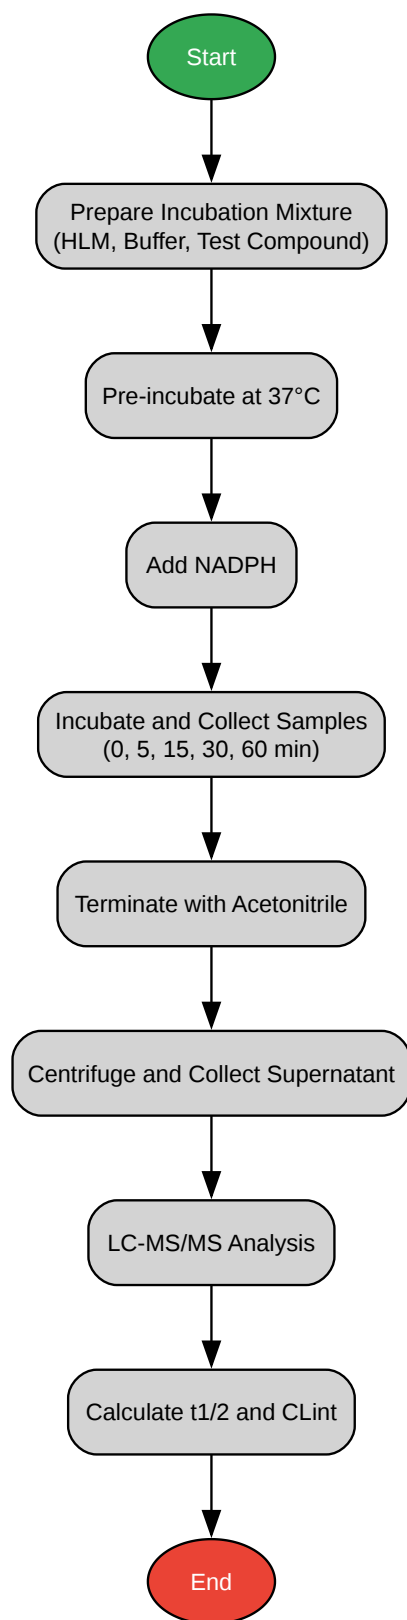 Start
Prepare Incubation Mixture
(HLM, Buffer, Test Compound)
Pre-incubate at 37°C
Add NADPH
Incubate and Collect Samples
(0, 5, 15, 30, 60 min)
Terminate with Acetonitrile
Centrifuge and Collect Supernatant
LC-MS/MS Analysis
Calculate t1/2 and CLint
End